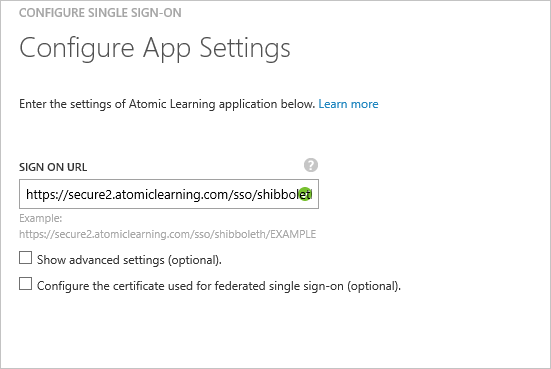 CONFIGURE SINGLE SIGN-ON
Configure App Settings
Enter the settings of Atomic Learning application below. Learn more
SIGN ON URL ?
https://secure2.atomiclearning.com/sso/shibbolet
Example:
https://secure2.atomiclearning.com/sso/shibboleth/EXAMPLE
Show advanced settings (optional).
Configure the certificate used for federated single sign-on (optional).